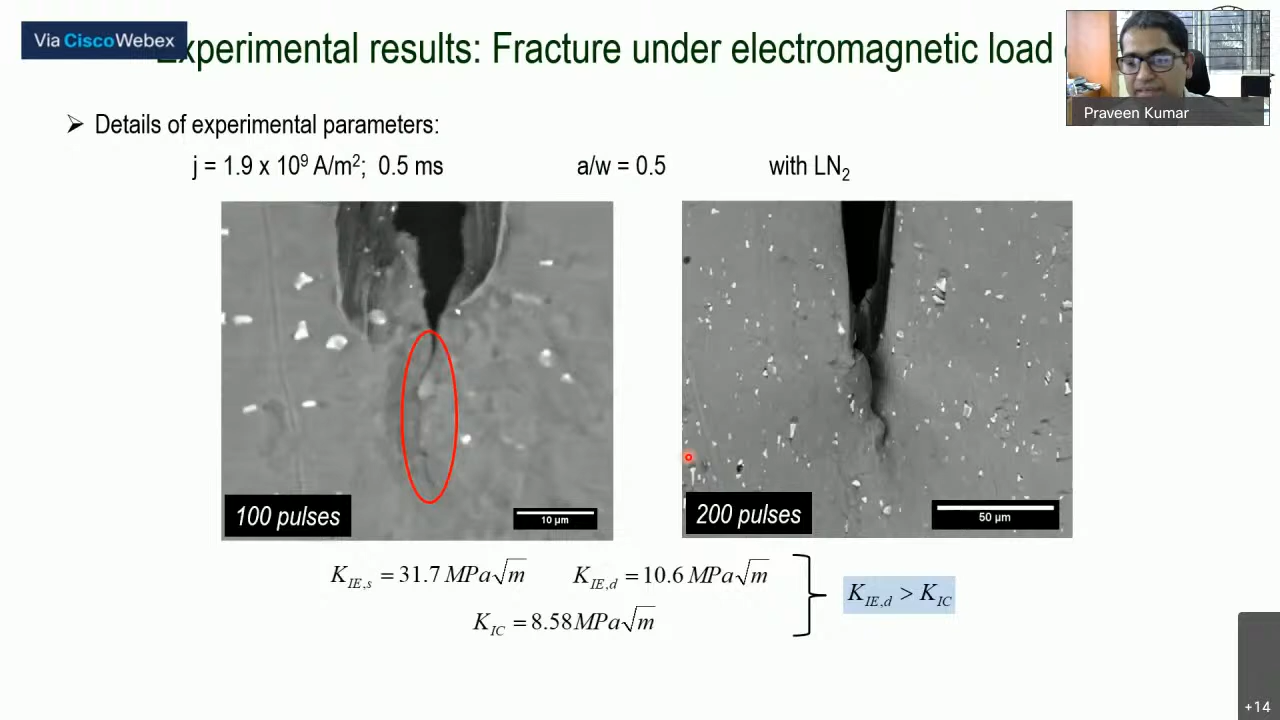 Via Cisco Webex
Experimental results: Fracture under electromagnetic load
Praveen Kumar
➢ Details of experimental parameters:
j = 1.9 x 10⁹ A/m²; 0.5 ms
a/w = 0.5
with LN₂
100 pulses
10 µm
200 pulses
50 µm
K_IE,s = 31.7 MPa√m
K_IE,d = 10.6 MPa√m
K_IC = 8.58 MPa√m
K_IE,d > K_IC
+14